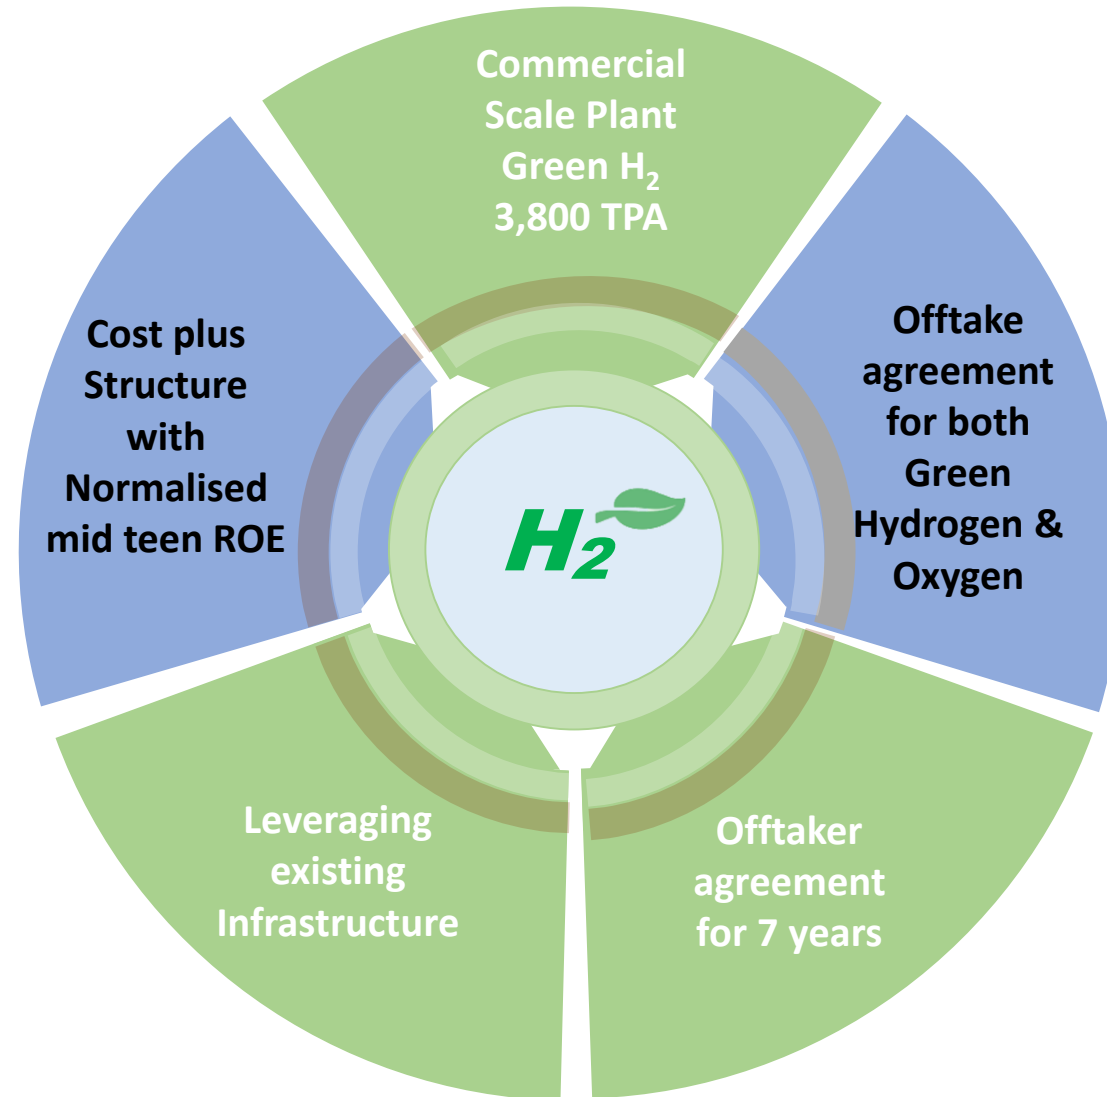 Commercial
Scale Plant
Green H₂
3,800 TPA
Offtake
agreement
for both
Green
Hydrogen &
Oxygen
Offtaker
agreement
for 7 years
Leveraging
existing
Infrastructure
Cost plus
Structure
with
Normalised
mid teen ROE
H₂